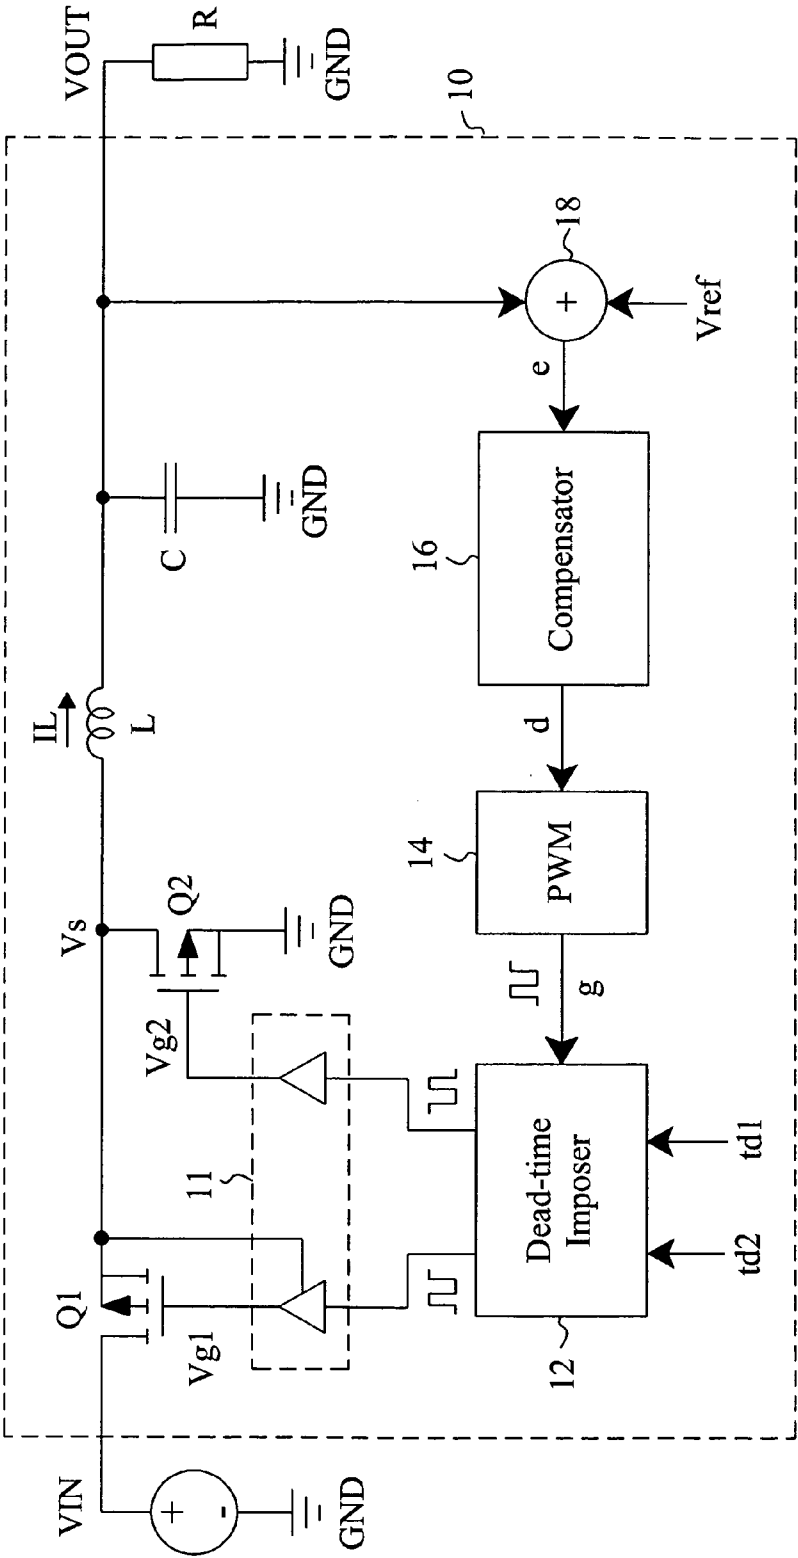 VIN
+
-
GND
Q1
Vg1
11
Vg2
Vs
Q2
GND
IL
L
C
GND
VOUT
R
GND
10
12
Dead-time
Imposer
td2
td1
g
14
PWM
d
16
Compensator
e
18
+
Vref